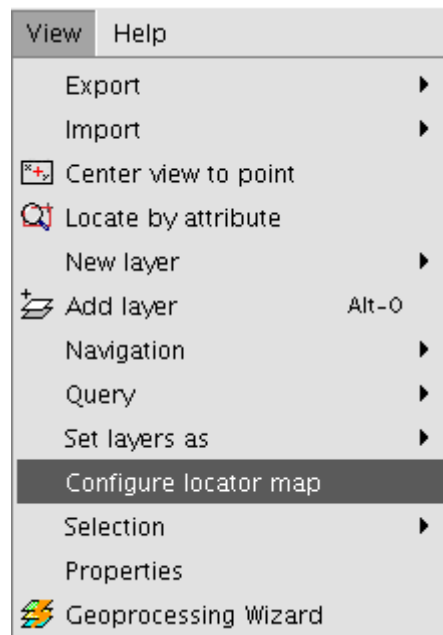 View Help
Export
Import
Center view to point
Locate by attribute
New layer
Add layer Alt-O
Navigation
Query
Set layers as
Configure locator map
Selection
Properties
Geoprocessing Wizard